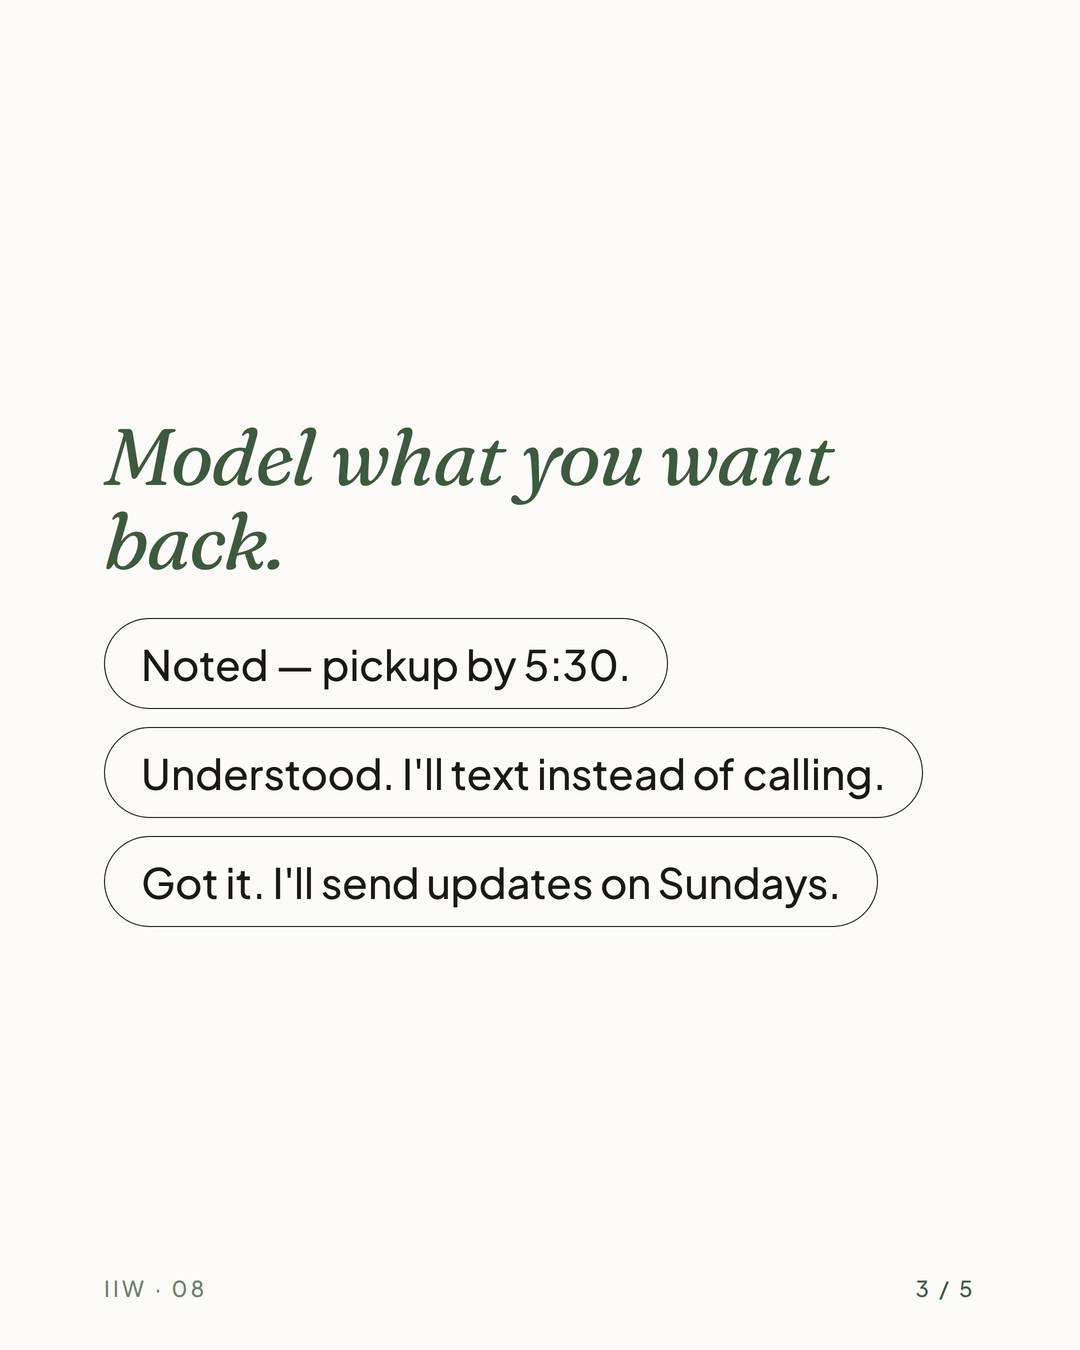 Model what you want
back.
Noted — pickup by 5:30.
Understood. I'll text instead of calling.
Got it. I'll send updates on Sundays.
IIW · 08
3 / 5